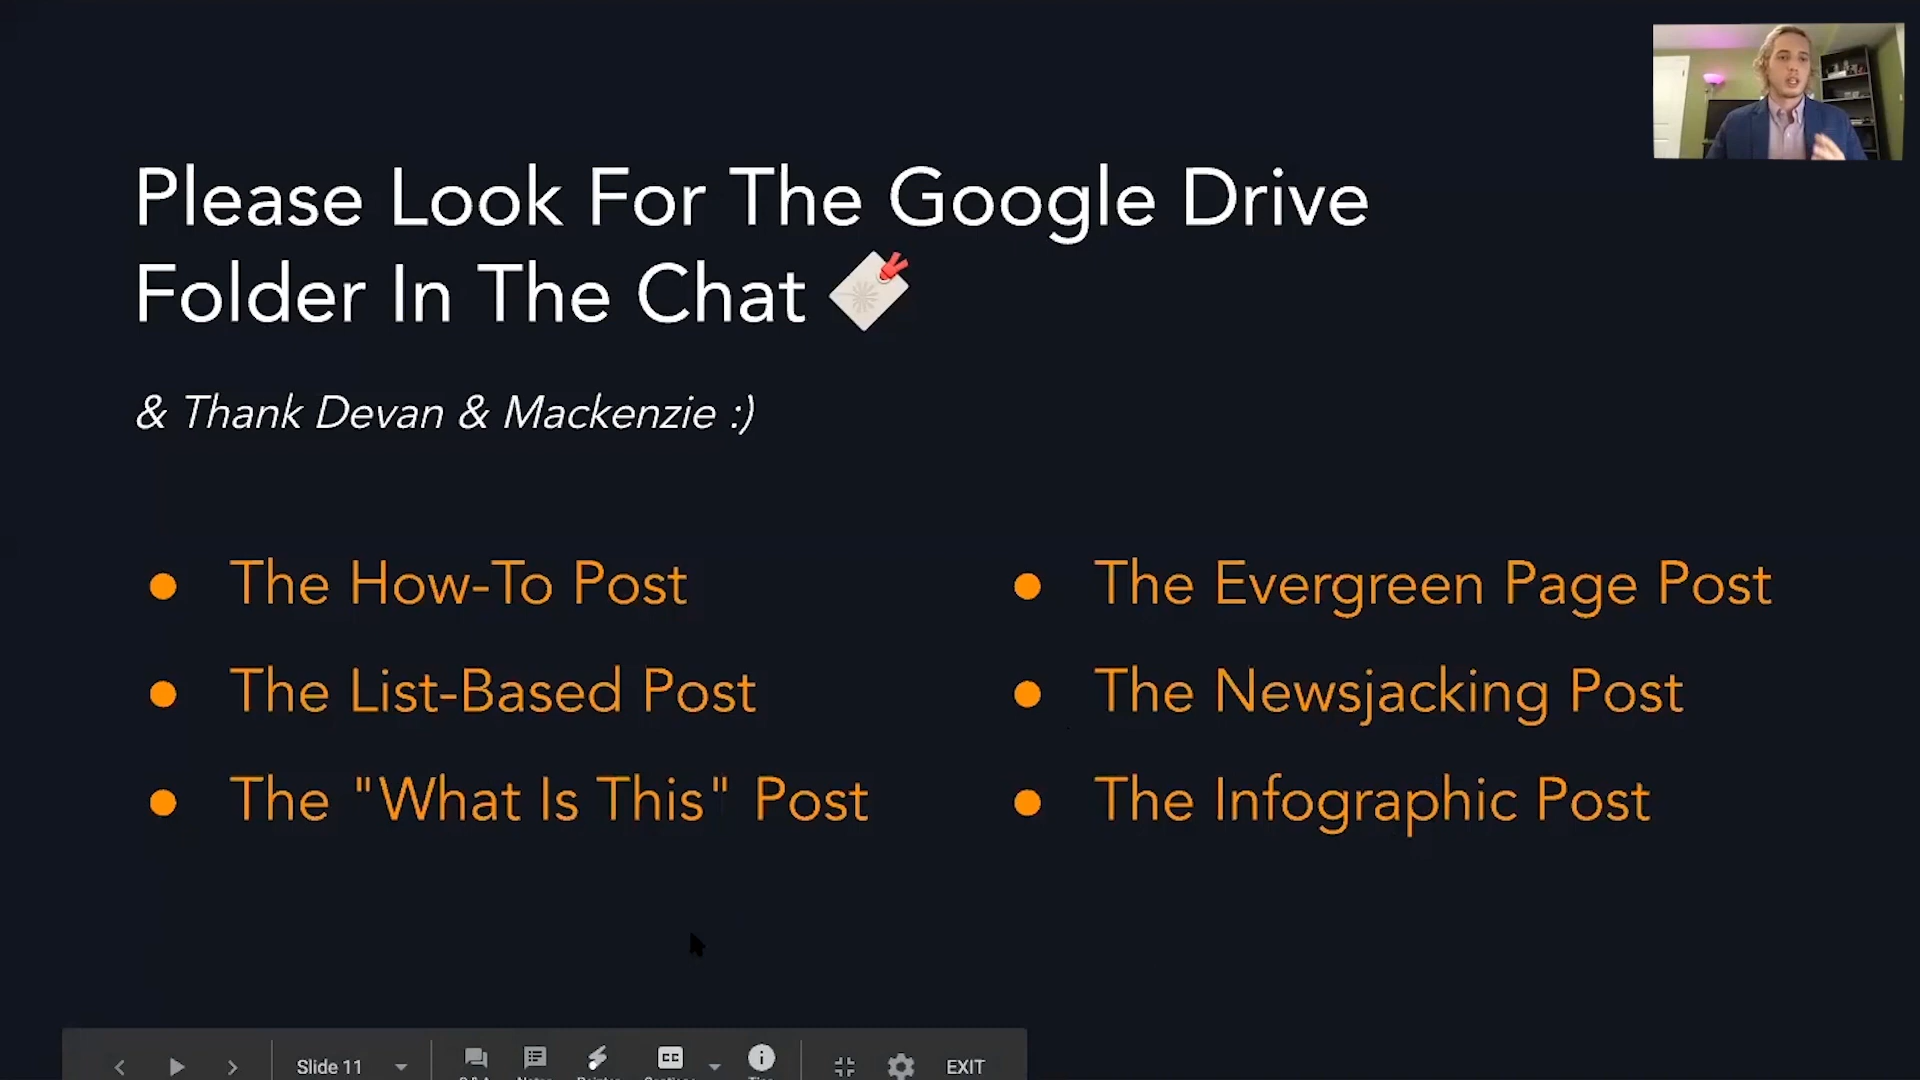 Please Look For The Google Drive
Folder In The Chat
& Thank Devan & Mackenzie :)
The How-To Post
The List-Based Post
The "What Is This" Post
The Evergreen Page Post
The Newsjacking Post
The Infographic Post
Slide 11
EXIT